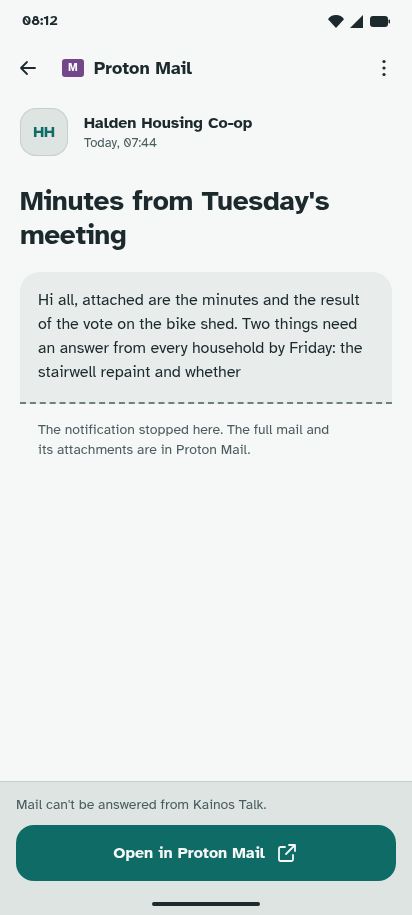 08:12
M Proton Mail
HH
Halden Housing Co-op
Today, 07:44
Minutes from Tuesday's
meeting
Hi all, attached are the minutes and the result
of the vote on the bike shed. Two things need
an answer from every household by Friday: the
stairwell repaint and whether
The notification stopped here. The full mail and
its attachments are in Proton Mail.
Mail can't be answered from Kainos Talk.
Open in Proton Mail